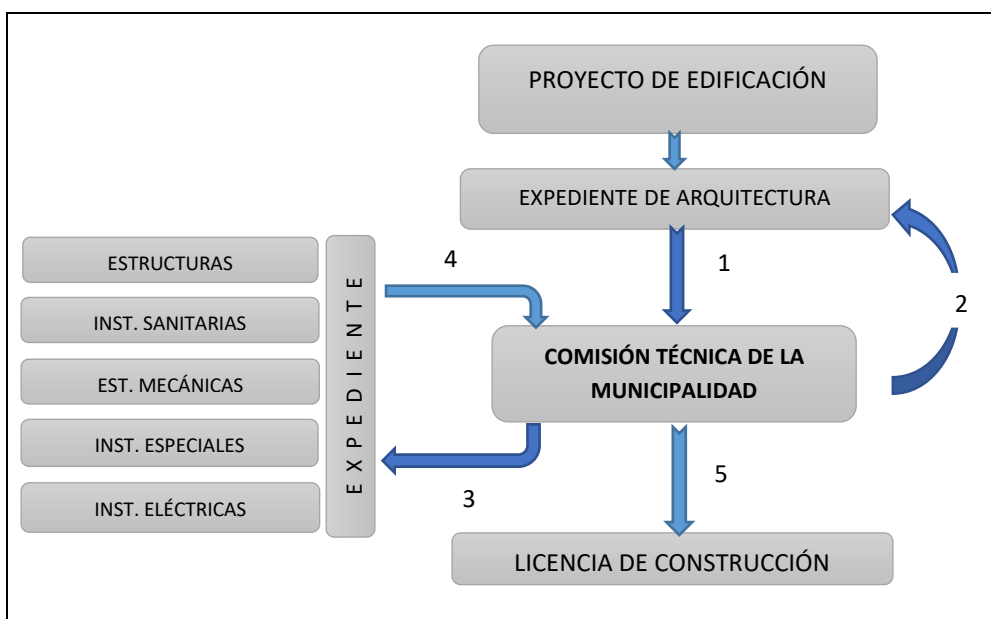 PROYECTO DE EDIFICACIÓN
EXPEDIENTE DE ARQUITECTURA
1
2
COMISIÓN TÉCNICA DE LA
MUNICIPALIDAD
3
EXPEDIENTE
ESTRUCTURAS
INST. SANITARIAS
EST. MECÁNICAS
INST. ESPECIALES
INST. ELÉCTRICAS
4
5
LICENCIA DE CONSTRUCCIÓN